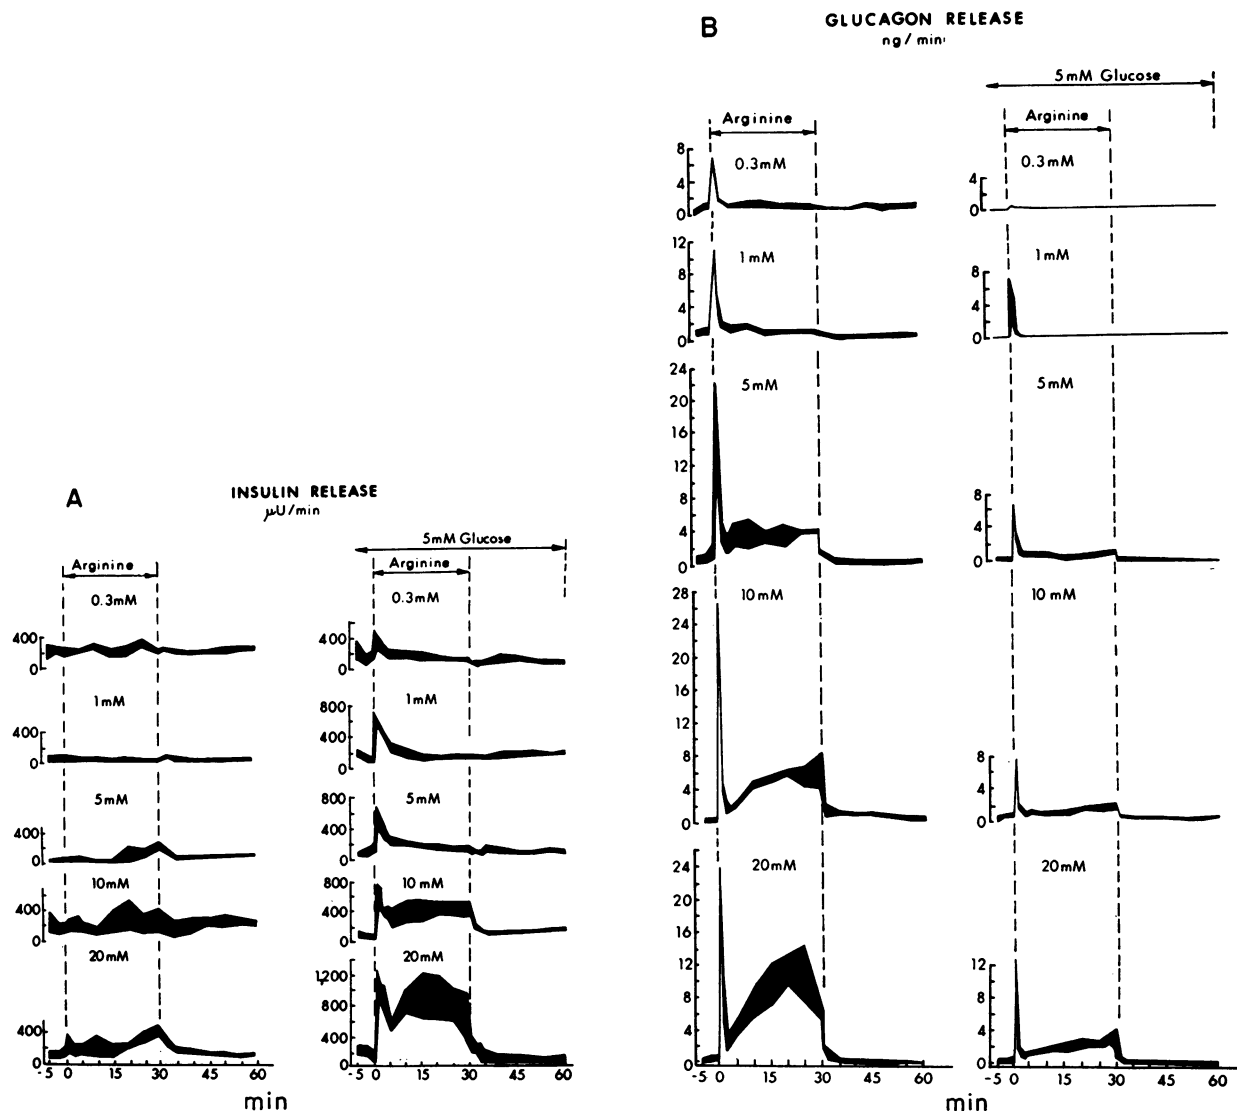 A
INSULIN RELEASE
µU/min
5mM Glucose
Arginine
Arginine
0.3mM
0.3mM
400
0
400
0
1mM
1mM
400
0
800
400
0
5mM
5mM
400
0
800
400
0
10mM
10 mM
400
0
800
400
0
20mM
20mM
400
0
1200
800
400
0
-5 0 15 30 45 60
-5 0 15 30 45 60
min
B
GLUCAGON RELEASE
ng/min
5mM Glucose
Arginine
Arginine
0.3mM
0.3mM
8
4
0
4
0
1mM
1mM
12
8
4
0
8
4
0
5mM
5mM
24
20
16
12
8
4
0
8
4
0
10mM
10 mM
28
24
20
16
12
8
4
0
8
4
0
20mM
20mM
24
20
16
12
8
4
0
12
8
4
0
-5 0 15 30 45 60
-5 0 15 30 45 60
min